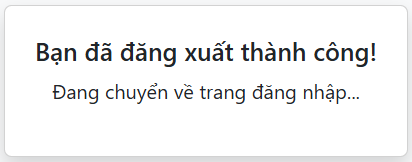 Bạn đã đăng xuất thành công!
Đang chuyển về trang đăng nhập...